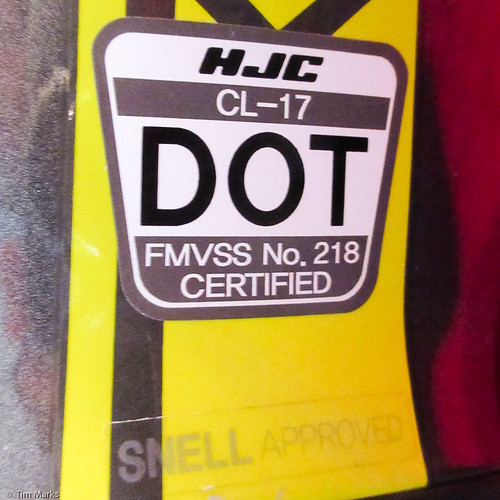 HJC
CL-17
DOT
FMVSS No. 218
CERTIFIED
SNELL APPROVED
© Tim Marks